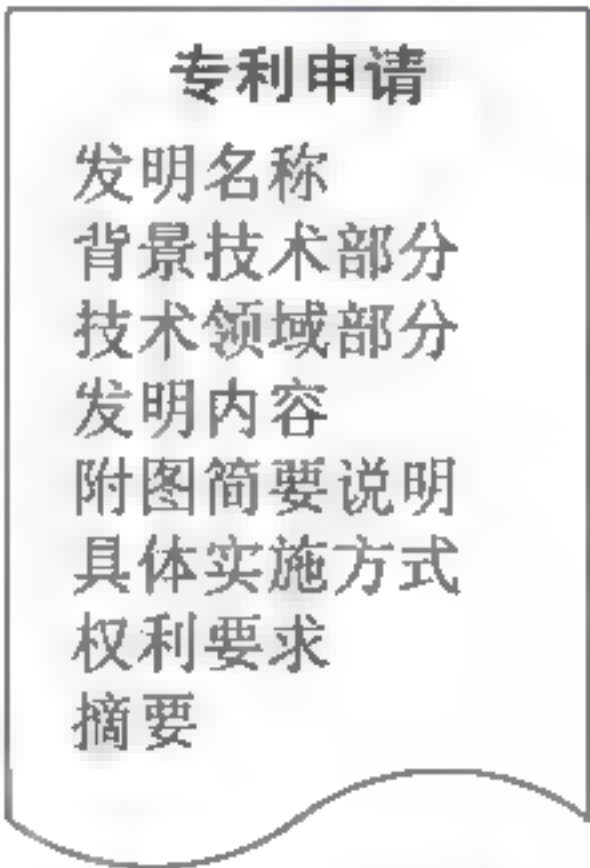 专利申请
发明名称
背景技术部分
技术领域部分
发明内容
附图简要说明
具体实施方式
权利要求
摘要